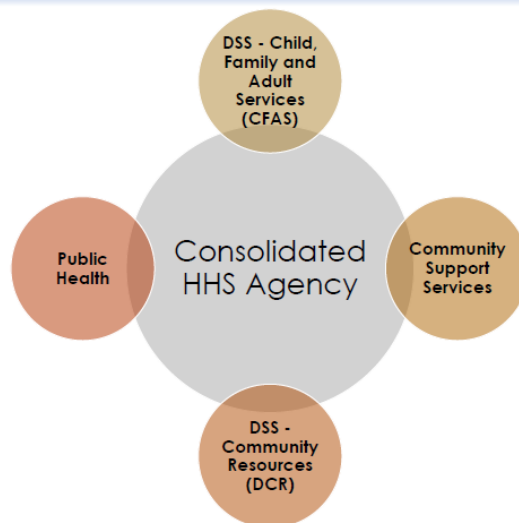 DSS - Child,
Family and
Adult
Services
(CFAS)
Public
Health
Consolidated
HHS Agency
Community
Support
Services
DSS -
Community
Resources
(DCR)